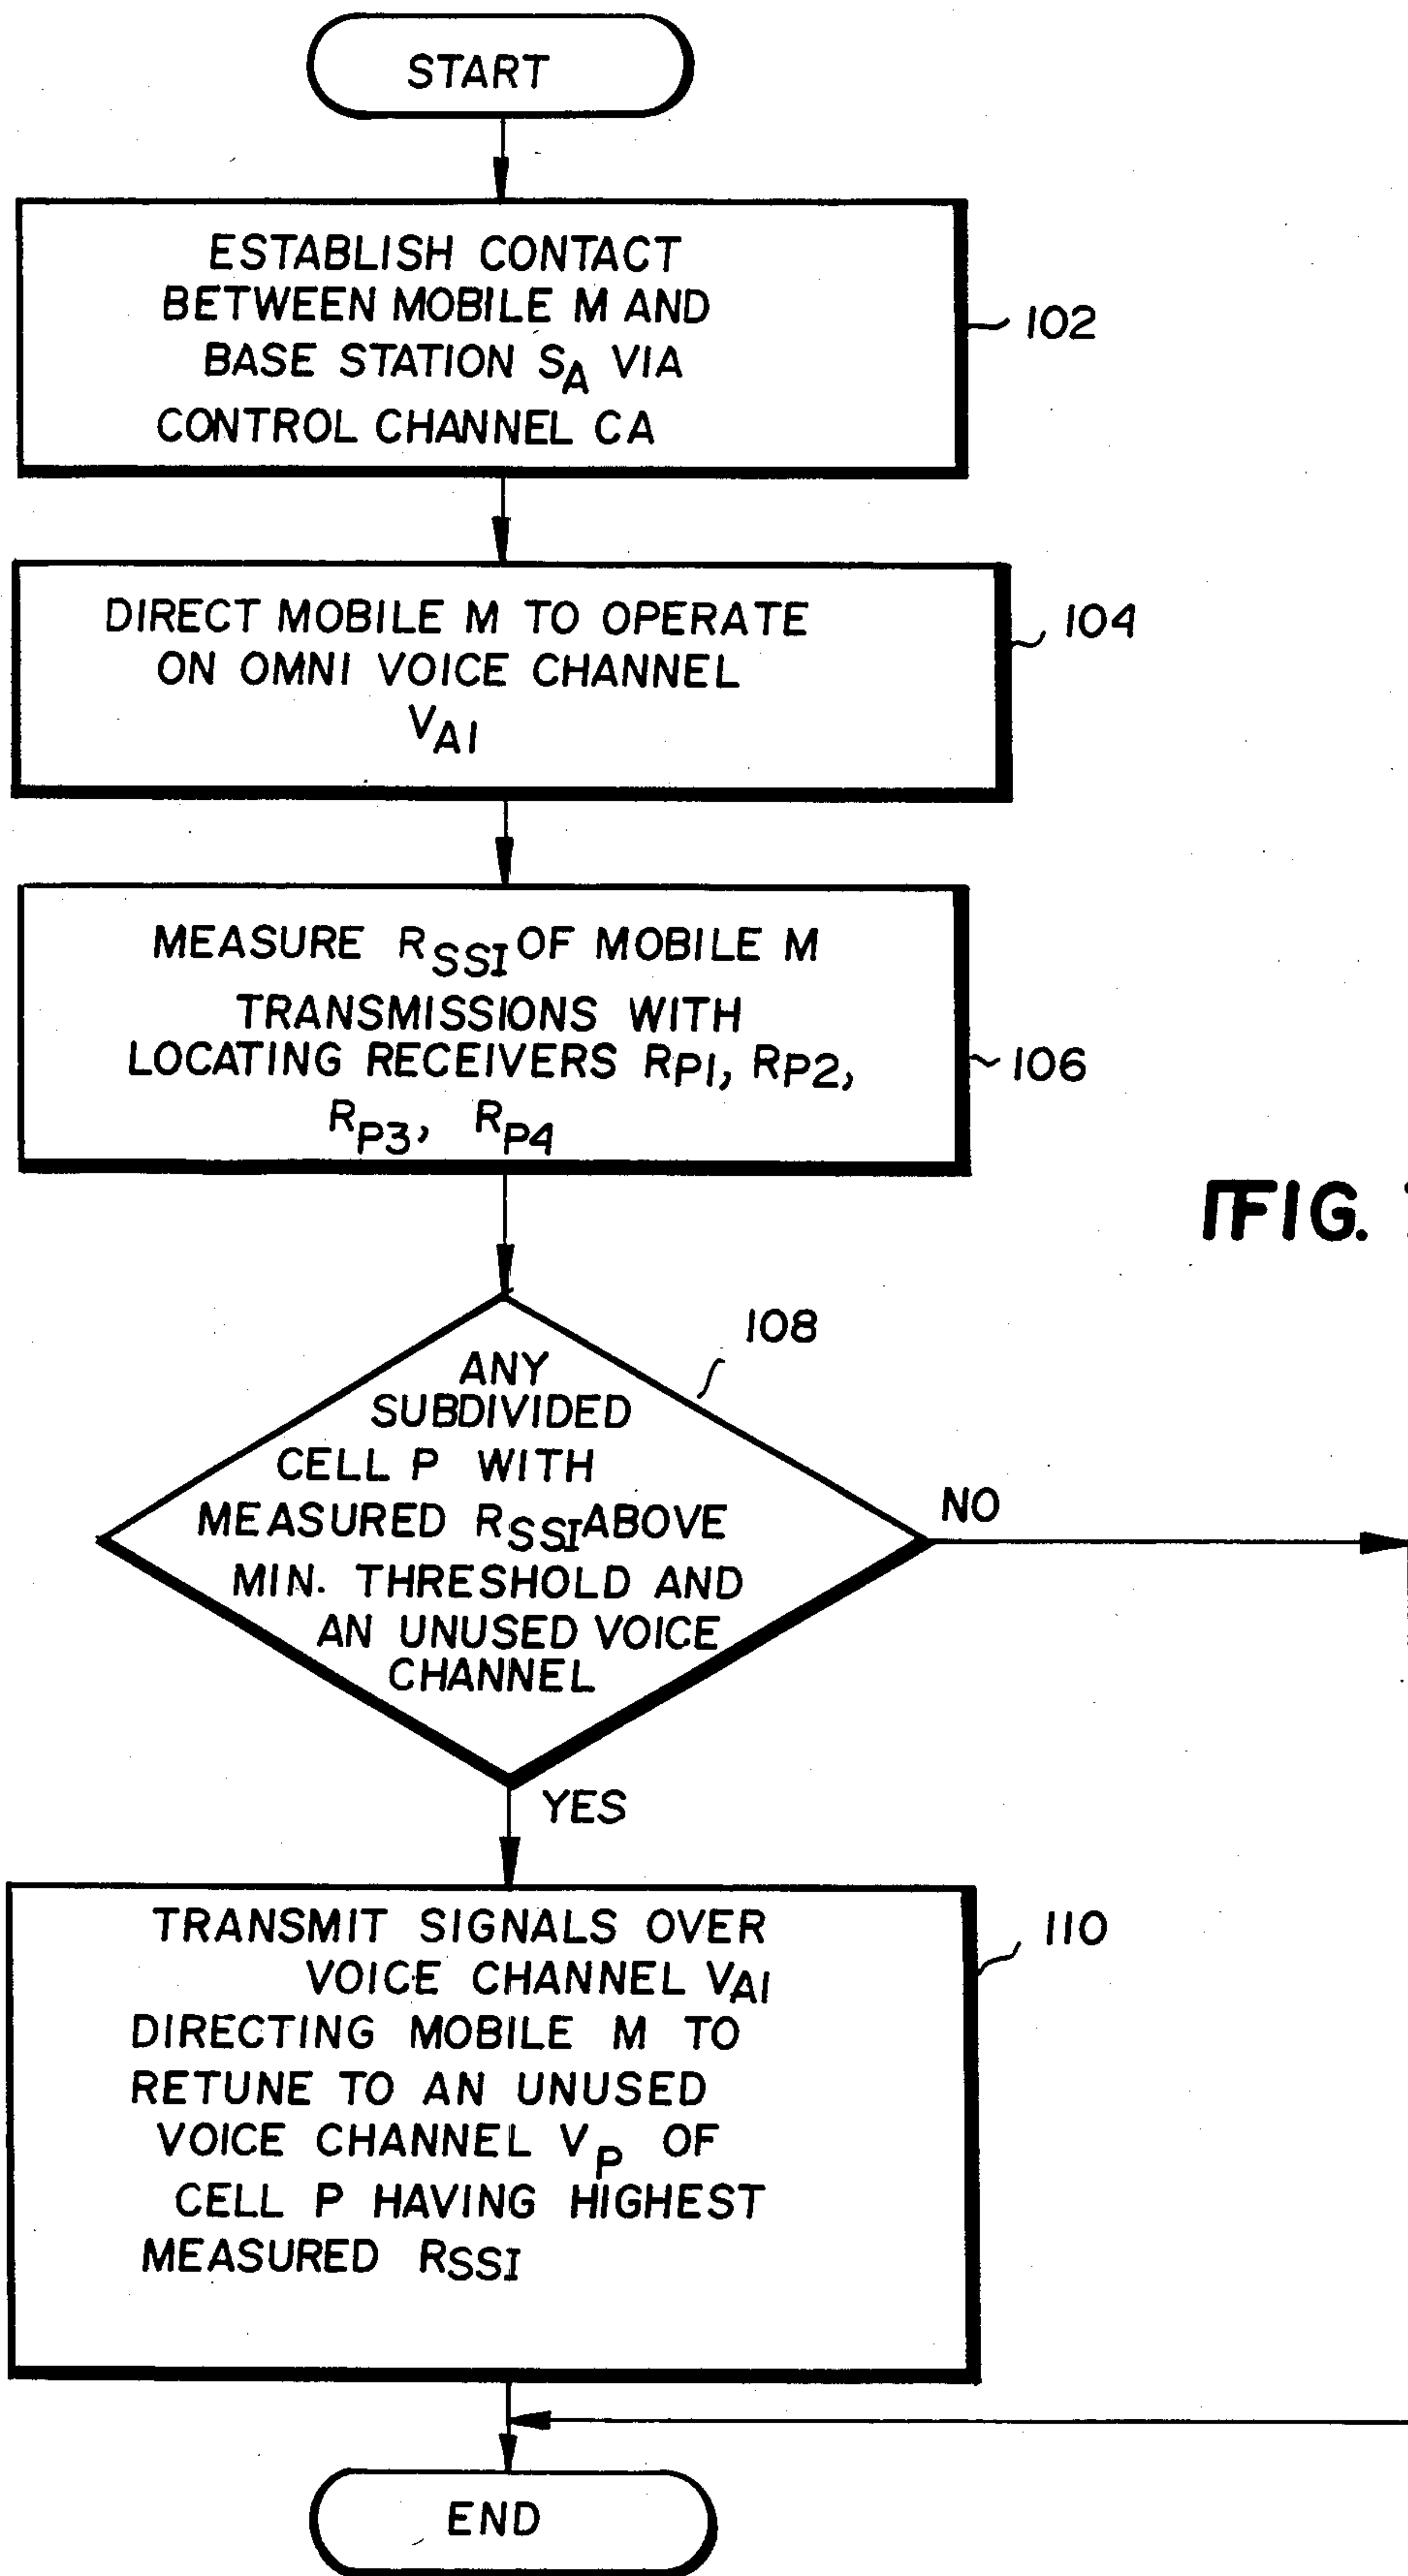 START
ESTABLISH CONTACT
BETWEEN MOBILE M AND
BASE STATION SA VIA
CONTROL CHANNEL CA
102
DIRECT MOBILE M TO OPERATE
ON OMNI VOICE CHANNEL
VA1
104
MEASURE RSSI OF MOBILE M
TRANSMISSIONS WITH
LOCATING RECEIVERS RP1, RP2,
RP3, RP4
106
FIG.
108
ANY
SUBDIVIDED
CELL P WITH
MEASURED RSSI ABOVE
MIN. THRESHOLD AND
AN UNUSED VOICE
CHANNEL
NO
YES
TRANSMIT SIGNALS OVER
VOICE CHANNEL VA1
DIRECTING MOBILE M TO
RETUNE TO AN UNUSED
VOICE CHANNEL VP OF
CELL P HAVING HIGHEST
MEASURED RSSI
110
END